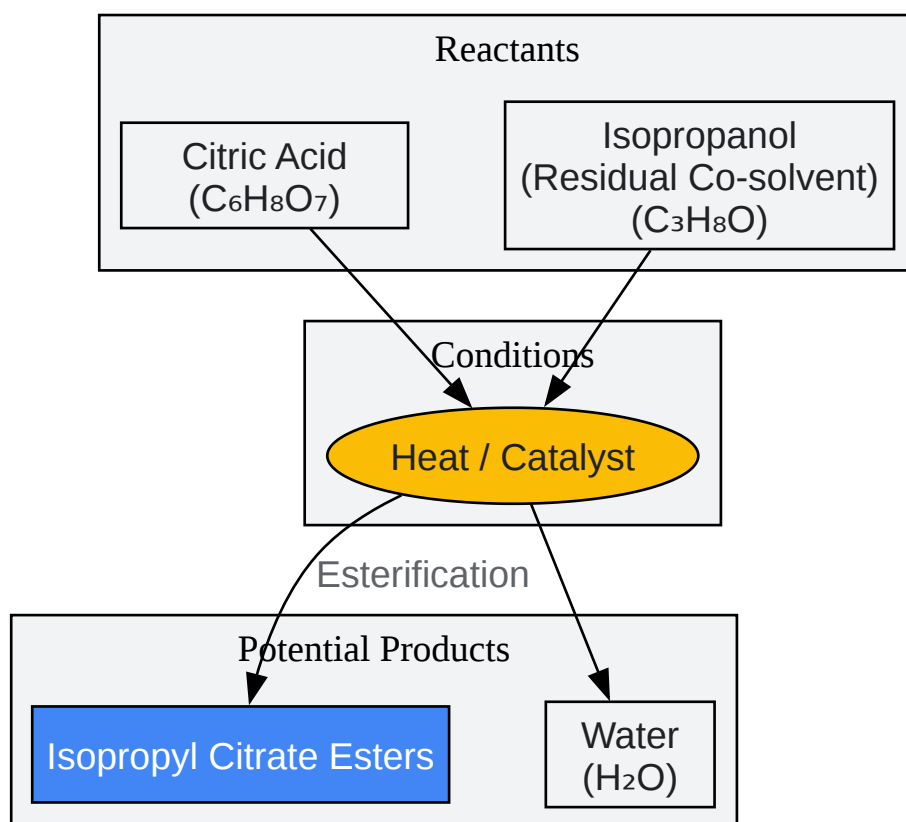 Reactants
Citric Acid
(C₆H₈O₇)
Isopropanol
(Residual Co-solvent)
(C₃H₈O)
Conditions
Heat / Catalyst
Esterification
Potential Products
Isopropyl Citrate Esters
Water
(H₂O)